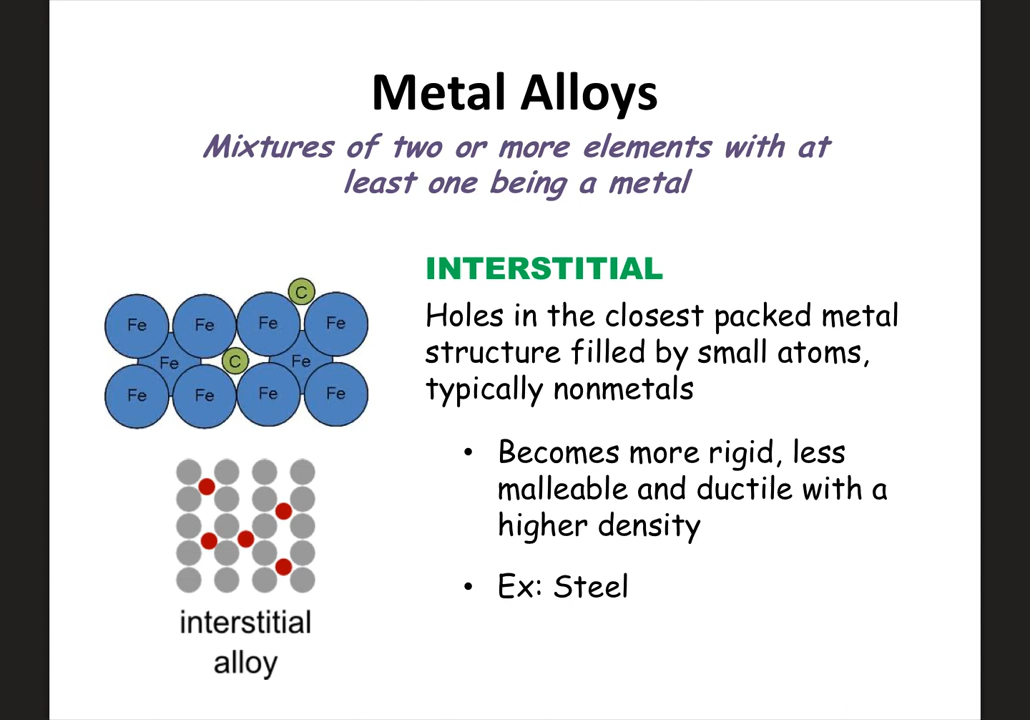 Metal Alloys
Mixtures of two or more elements with at
least one being a metal
INTERSTITIAL
Holes in the closest packed metal
structure filled by small atoms,
typically nonmetals
• Becomes more rigid, less
malleable and ductile with a
higher density
• Ex: Steel
C
Fe Fe Fe Fe
Fe C Fe
Fe Fe Fe Fe
interstitial
alloy